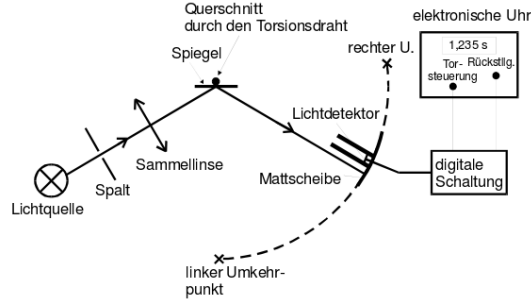 Querschnitt
durch den Torsionsdraht
Spiegel
elektronische Uhr
rechter U.
1,235 s
Tor-
steuerung
Rückstllg.
Lichtdetektor
Sammellinse
Mattscheibe
digitale
Schaltung
Spalt
Lichtquelle
linker Umkehr-
punkt